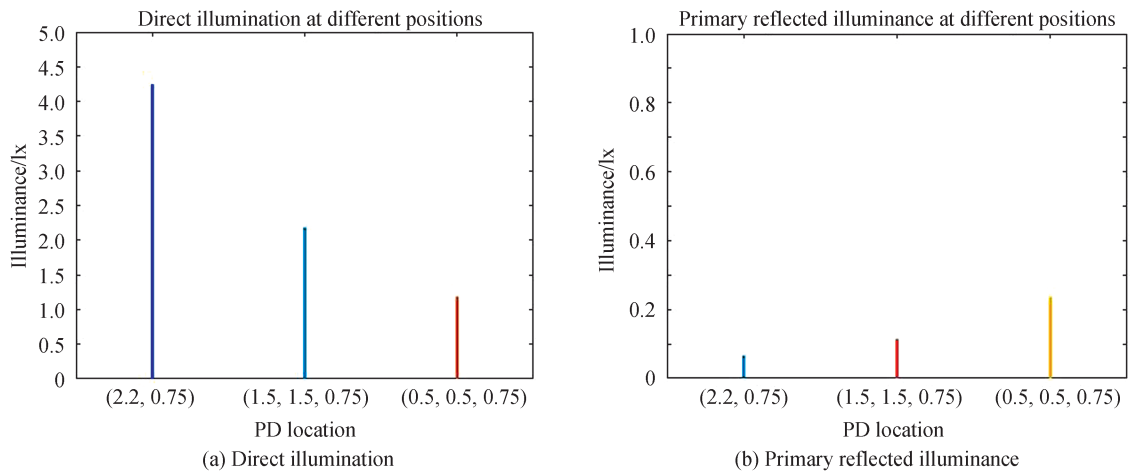 Direct illumination at different positions
5.0
4.5
4.0
3.5
3.0
2.5
2.0
1.5
1.0
0.5
0
Illuminance/lx
(2.2, 0.75) (1.5, 1.5, 0.75) (0.5, 0.5, 0.75)
PD location
(a) Direct illumination
Primary reflected illuminance at different positions
1.0
0.8
0.6
0.4
0.2
0
Illuminance/lx
(2.2, 0.75) (1.5, 1.5, 0.75) (0.5, 0.5, 0.75)
PD location
(b) Primary reflected illuminance